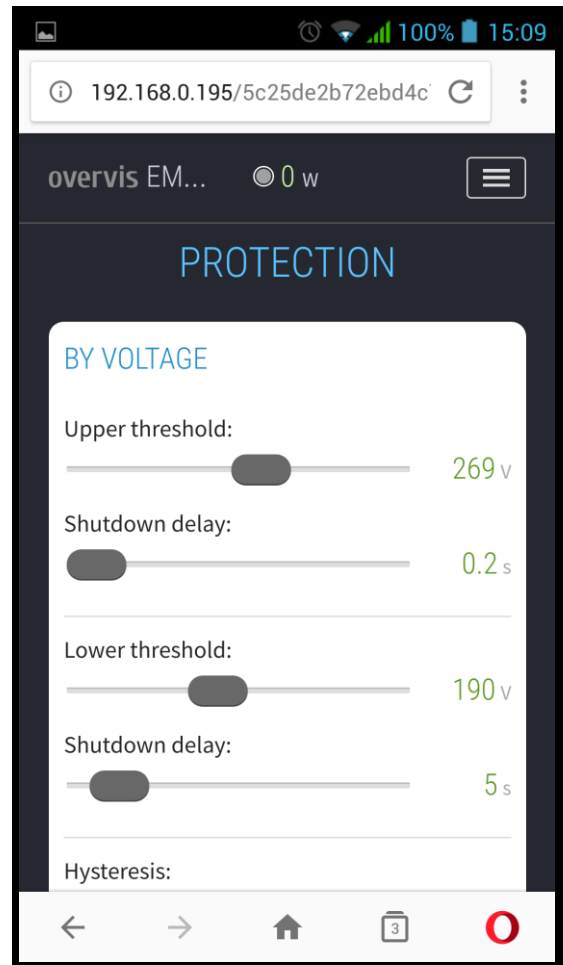 100% 15:09
192.168.0.195/5c25de2b72ebd4c
overvis EM... 0 w
PROTECTION
BY VOLTAGE
Upper threshold:
269 V
Shutdown delay:
0.2 s
Lower threshold:
190 V
Shutdown delay:
5 s
Hysteresis:
3